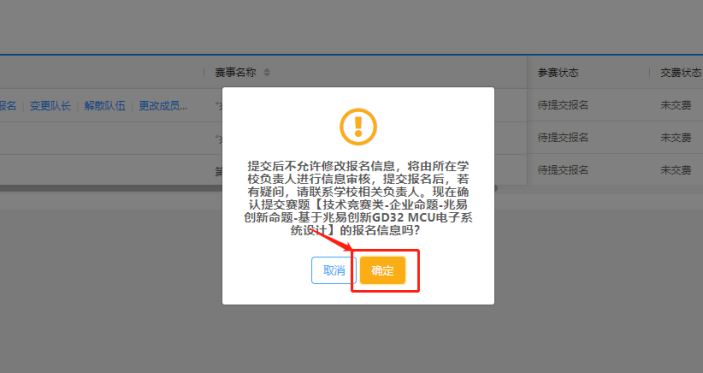 赛事名称
参赛状态
交费状态
报名
变更队长
解散队伍
更改成员...
待提交报名
未交费
待提交报名
未交费
待提交报名
未交费
提交后不允许修改报名信息，将由所在学
校负责人进行信息审核，提交报名后，若
有疑问，请联系学校相关负责人。现在确
认提交赛题【技术竞赛类-企业命题-兆易
创新命题-基于兆易创新GD32 MCU电子系
统设计】的报名信息吗？
取消
确定